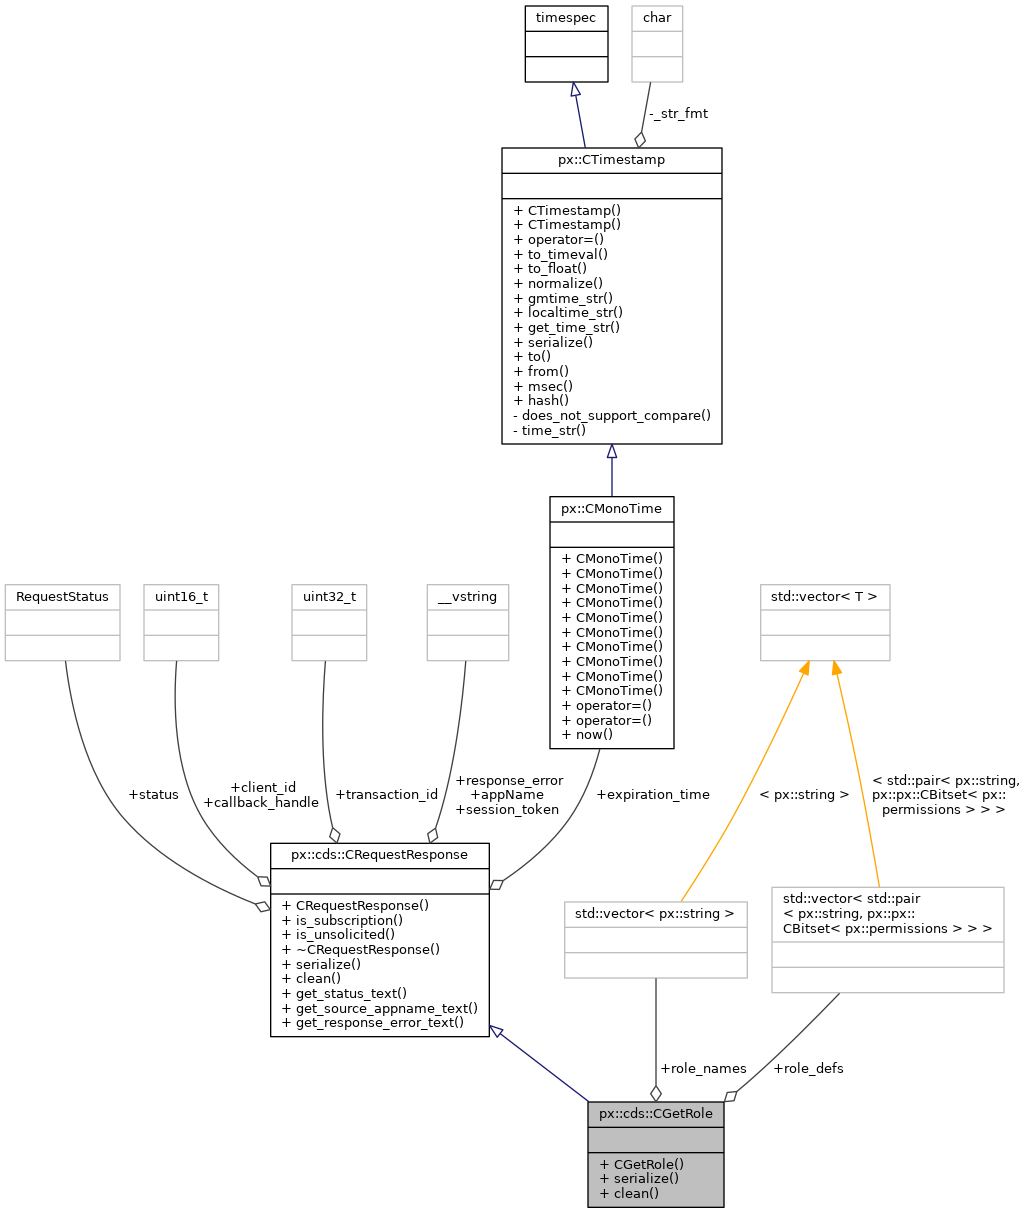 timespec
char
-_str_fmt
px::CTimestamp
+ CTimestamp()
+ CTimestamp()
+ operator=()
+ to_timeval()
+ to_float()
+ normalize()
+ gmtime_str()
+ localtime_str()
+ get_time_str()
+ serialize()
+ to()
+ from()
+ msec()
+ hash()
- does_not_support_compare()
- time_str()
px::CMonoTime
+ CMonoTime()
+ CMonoTime()
+ CMonoTime()
+ CMonoTime()
+ CMonoTime()
+ CMonoTime()
+ CMonoTime()
+ CMonoTime()
+ CMonoTime()
+ CMonoTime()
+ operator=()
+ operator=()
+ now()
RequestStatus
uint16_t
uint32_t
__vstring
std::vector< T >
+status
+client_id
+callback_handle
+transaction_id
+response_error
+appName
+session_token
+expiration_time
< px::string >
< std::pair< px::string,
px::px::CBitset< px::
permissions > > >
px::cds::CRequestResponse
+ CRequestResponse()
+ is_subscription()
+ is_unsolicited()
+ ~CRequestResponse()
+ serialize()
+ clean()
+ get_status_text()
+ get_source_appname_text()
+ get_response_error_text()
std::vector< px::string >
std::vector< std::pair
< px::string, px::px::
CBitset< px::permissions > > >
+role_names
+role_defs
px::cds::CGetRole
+ CGetRole()
+ serialize()
+ clean()